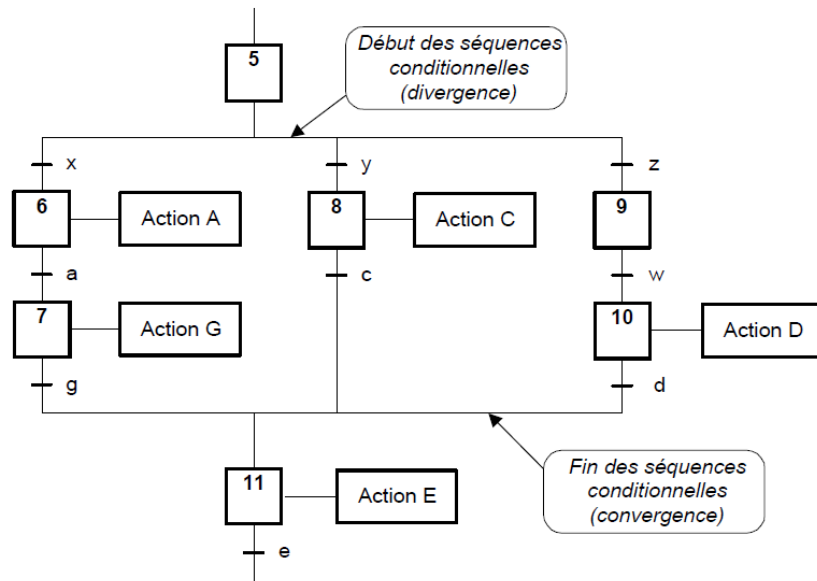 5
Début des séquences
conditionnelles
(divergence)
x
y
z
6
Action A
8
Action C
9
a
c
w
7
Action G
10
Action D
g
d
11
Action E
Fin des séquences
conditionnelles
(convergence)
e